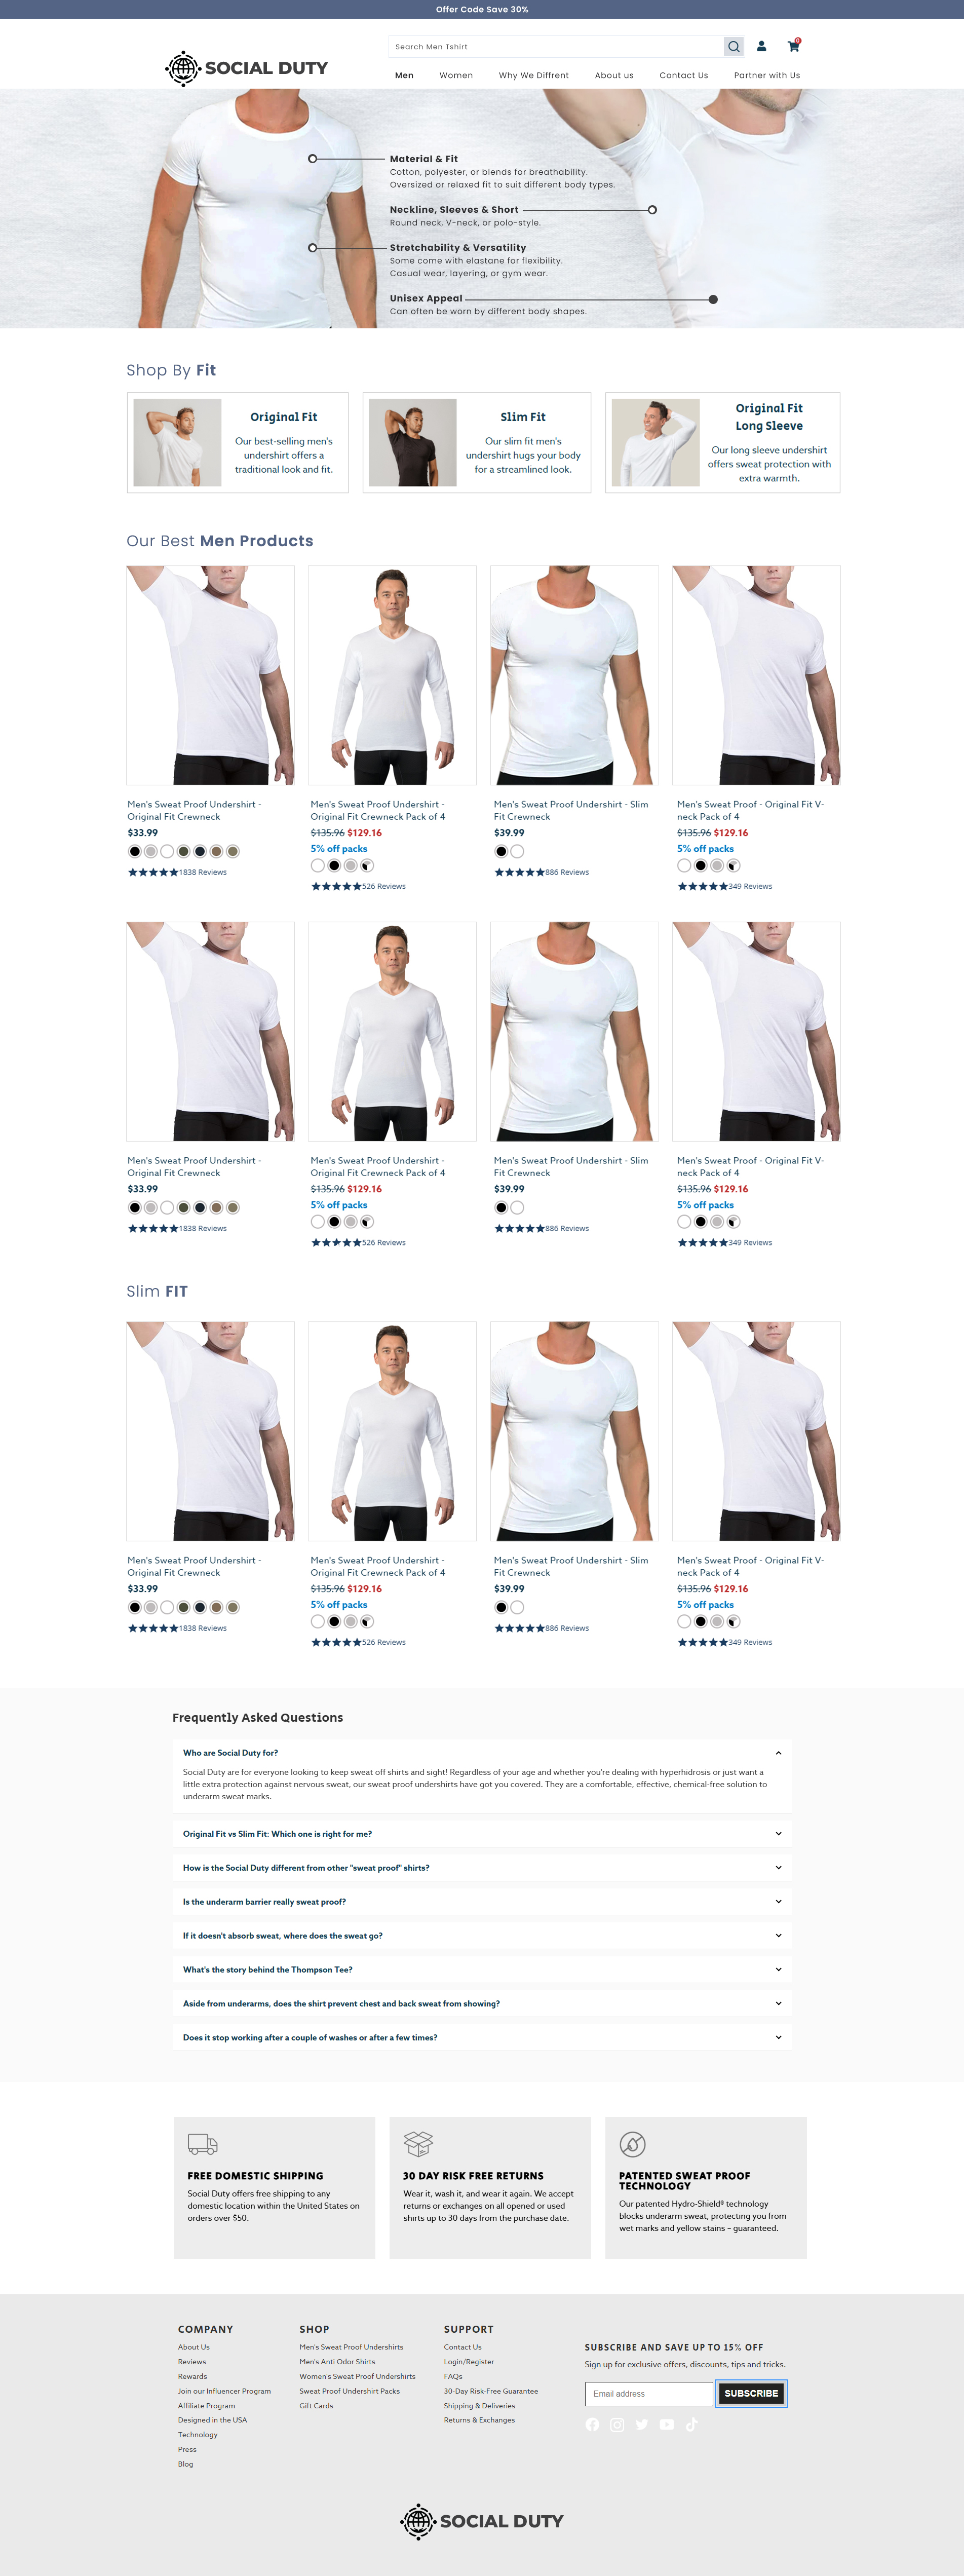 Offer Code Save 30%
Search Men Tshirt
0
SOCIAL DUTY
Men Women Why We Diffrent About us Contact Us Partner with Us
Material & Fit
Cotton, polyester, or blends for breathability.
Oversized or relaxed fit to suit different body types.
Neckline, Sleeves & Short
Round neck, V-neck, or polo-style.
Stretchability & Versatility
Some come with elastane for flexibility.
Casual wear, layering, or gym wear.
Unisex Appeal
Can often be worn by different body shapes.
Shop By Fit
Original Fit
Our best-selling men's
undershirt offers a
traditional look and fit.
Slim Fit
Our slim fit men's
undershirt hugs your body
for a streamlined look.
Original Fit
Long Sleeve
Our long sleeve undershirt
offers sweat protection with
extra warmth.
Our Best Men Products
Men's Sweat Proof Undershirt -
Original Fit Crewneck
$33.99
1838 Reviews
Men's Sweat Proof Undershirt -
Original Fit Crewneck Pack of 4
$135.96 $129.16
5% off packs
526 Reviews
Men's Sweat Proof Undershirt - Slim
Fit Crewneck
$39.99
886 Reviews
Men's Sweat Proof - Original Fit V-
neck Pack of 4
$135.96 $129.16
5% off packs
349 Reviews
Men's Sweat Proof Undershirt -
Original Fit Crewneck
$33.99
1838 Reviews
Men's Sweat Proof Undershirt -
Original Fit Crewneck Pack of 4
$135.96 $129.16
5% off packs
526 Reviews
Men's Sweat Proof Undershirt - Slim
Fit Crewneck
$39.99
886 Reviews
Men's Sweat Proof - Original Fit V-
neck Pack of 4
$135.96 $129.16
5% off packs
349 Reviews
Slim FIT
Men's Sweat Proof Undershirt -
Original Fit Crewneck
$33.99
1838 Reviews
Men's Sweat Proof Undershirt -
Original Fit Crewneck Pack of 4
$135.96 $129.16
5% off packs
526 Reviews
Men's Sweat Proof Undershirt - Slim
Fit Crewneck
$39.99
886 Reviews
Men's Sweat Proof - Original Fit V-
neck Pack of 4
$135.96 $129.16
5% off packs
349 Reviews
Frequently Asked Questions
Who are Social Duty for?
Social Duty are for everyone looking to keep sweat off shirts and sight! Regardless of your age and whether you're dealing with hyperhidrosis or just want a
little extra protection against nervous sweat, our sweat proof undershirts have got you covered. They are a comfortable, effective, chemical-free solution to
underarm sweat marks.
Original Fit vs Slim Fit: Which one is right for me?
How is the Social Duty different from other "sweat proof" shirts?
Is the underarm barrier really sweat proof?
If it doesn't absorb sweat, where does the sweat go?
What's the story behind the Thompson Tee?
Aside from underarms, does the shirt prevent chest and back sweat from showing?
Does it stop working after a couple of washes or after a few times?
FREE DOMESTIC SHIPPING
Social Duty offers free shipping to any
domestic location within the United States on
orders over $50.
30 DAY RISK FREE RETURNS
Wear it, wash it, and wear it again. We accept
returns or exchanges on all opened or used
shirts up to 30 days from the purchase date.
PATENTED SWEAT PROOF
TECHNOLOGY
Our patented Hydro-Shield® technology
blocks underarm sweat, protecting you from
wet marks and yellow stains – guaranteed.
COMPANY
About Us
Reviews
Rewards
Join our Influencer Program
Affiliate Program
Designed in the USA
Technology
Press
Blog
SHOP
Men's Sweat Proof Undershirts
Men's Anti Odor Shirts
Women's Sweat Proof Undershirts
Sweat Proof Undershirt Packs
Gift Cards
SUPPORT
Contact Us
Login/Register
FAQs
30-Day Risk-Free Guarantee
Shipping & Deliveries
Returns & Exchanges
SUBSCRIBE AND SAVE UP TO 15% OFF
Sign up for exclusive offers, discounts, tips and tricks.
Email address
SUBSCRIBE
SOCIAL DUTY